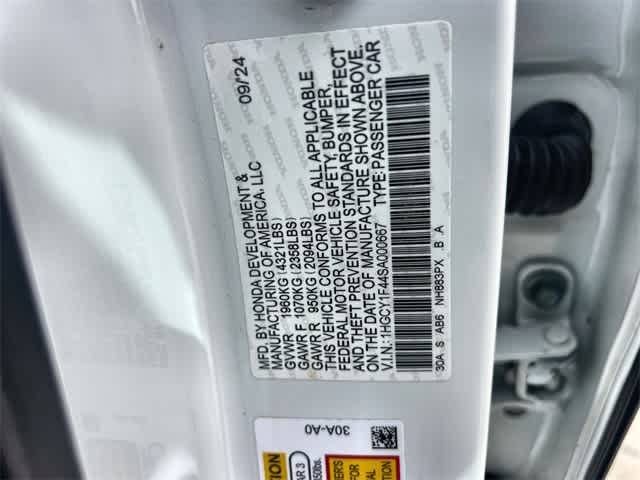 MFD. BY HONDA DEVELOPMENT & 09/24
MANUFACTURING OF AMERICA, LLC
GVWR 1960KG (4321LBS)
GAWR F 1070KG (2358LBS)
GAWR R 950KG (2094LBS)
THIS VEHICLE CONFORMS TO ALL APPLICABLE
FEDERAL MOTOR VEHICLE SAFETY, BUMPER,
AND THEFT PREVENTION STANDARDS IN EFFECT
ON THE DATE OF MANUFACTURE SHOWN ABOVE.
V.I.N.: 1HGCY1F44SA000667 TYPE: PASSENGER CAR
30A S AB6 NH883PX B A
30A-A0